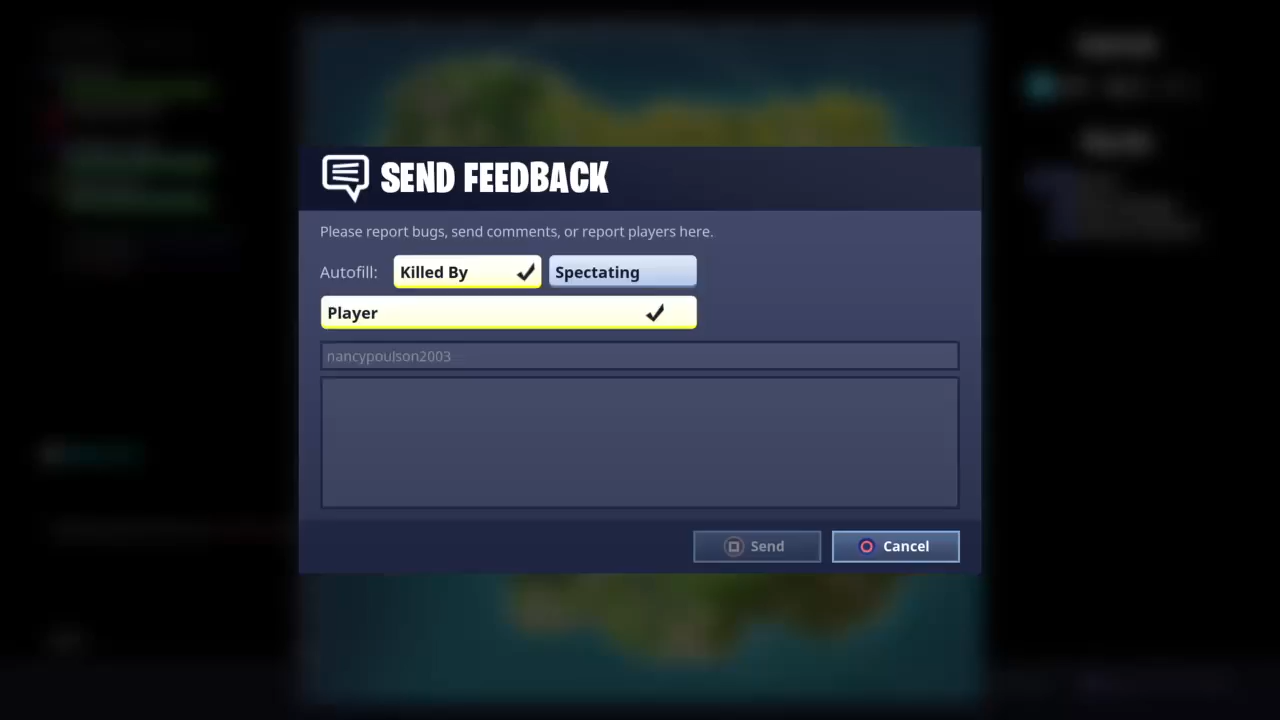 SEND FEEDBACK
Please report bugs, send comments, or report players here.
Autofill: Killed By Spectating
Player
nancypoulson2003
Send Cancel